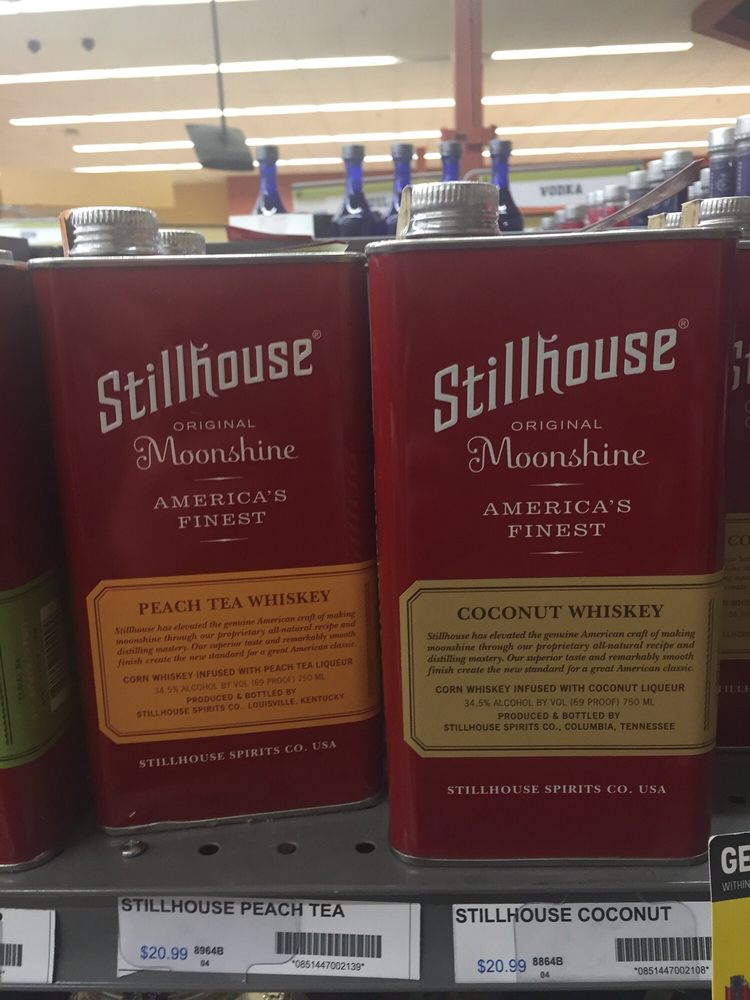 VODKA
Stillhouse®
ORIGINAL
Moonshine
AMERICA'S
FINEST
PEACH TEA WHISKEY
Stillhouse has elevated the genuine American craft of making
moonshine through our proprietary all-natural recipe and
distilling mastery. Our superior taste and remarkably smooth
finish create the new standard for a great American classic.
CORN WHISKEY INFUSED WITH PEACH TEA LIQUEUR
34.5% ALCOHOL BY VOL (69 PROOF) 750 ML
PRODUCED & BOTTLED BY
STILLHOUSE SPIRITS CO., LOUISVILLE, KENTUCKY
STILLHOUSE SPIRITS CO. USA
Stillhouse®
ORIGINAL
Moonshine
AMERICA'S
FINEST
COCONUT WHISKEY
Stillhouse has elevated the genuine American craft of making
moonshine through our proprietary all-natural recipe and
distilling mastery. Our superior taste and remarkably smooth
finish create the new standard for a great American classic.
CORN WHISKEY INFUSED WITH COCONUT LIQUEUR
34.5% ALCOHOL BY VOL (69 PROOF) 750 ML
PRODUCED & BOTTLED BY
STILLHOUSE SPIRITS CO., COLUMBIA, TENNESSEE
STILLHOUSE SPIRITS CO. USA
STILLHOUSE PEACH TEA
$20.99 8964B
04
*0851447002139*
STILLHOUSE COCONUT
$20.99 8864B
04
*0851447002108*
GE
WITHIN